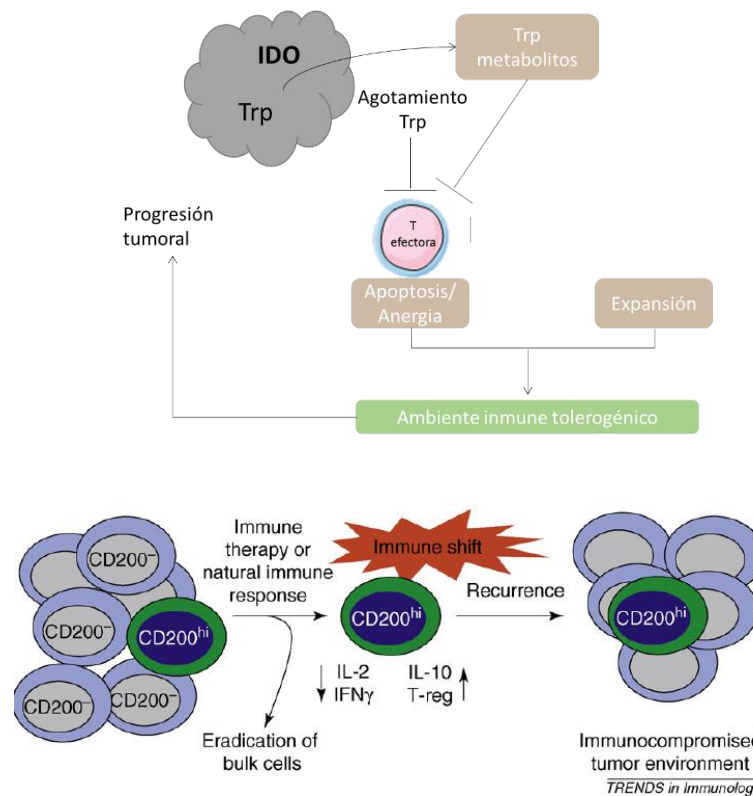 IDO
Trp
Trp
metabolitos
Agotamiento
Trp
Progresión
tumoral
T
efectora
Apoptosis/
Anergia
Expansión
Ambiente inmune tolerogénico
CD200⁻
CD200⁻
CD200ʰⁱ
CD200⁻
CD200⁻
Immune
therapy or
natural immune
response
Eradication of
bulk cells
Immune shift
CD200ʰⁱ
IL-2
IFNγ
IL-10
T-reg
Recurrence
CD200ʰⁱ
Immunocompromised
tumor environment
TRENDS in Immunolog